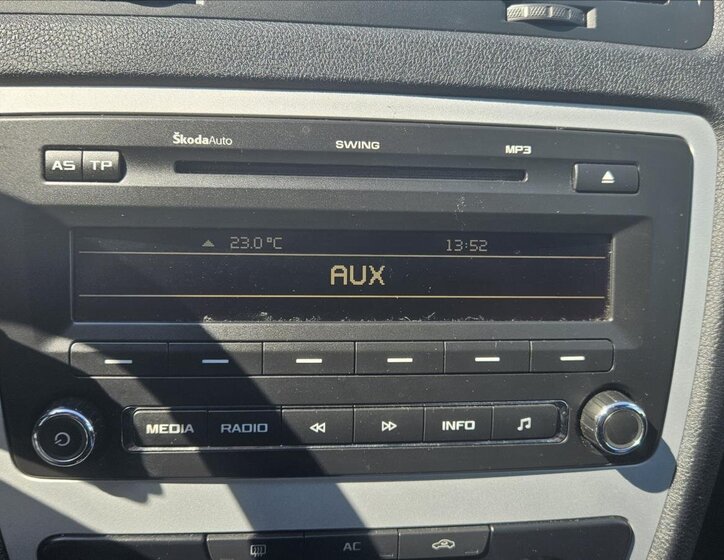 ŠkodaAuto SWING MP3
AS TP
23.0 °C 13:52
AUX
MEDIA RADIO INFO
AC